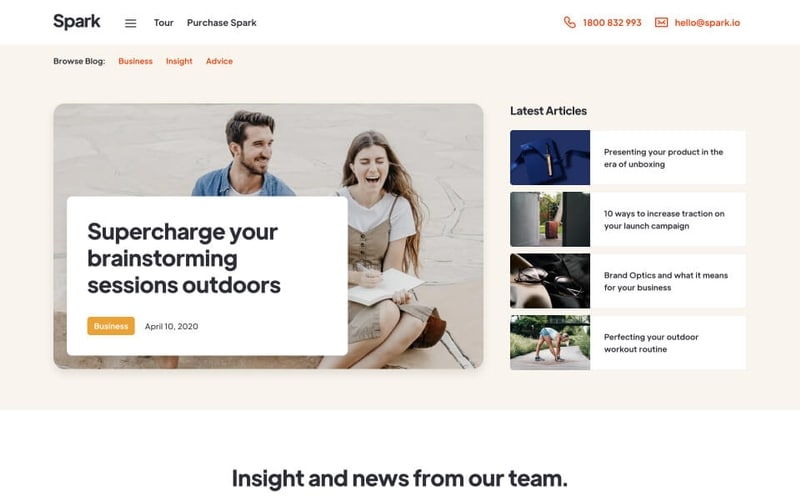 Spark
Tour
Purchase Spark
1800 832 993
hello@spark.io
Browse Blog:
Business
Insight
Advice
Supercharge your
brainstorming
sessions outdoors
Business
April 10, 2020
Latest Articles
Presenting your product in the
era of unboxing
10 ways to increase traction on
your launch campaign
Brand Optics and what it means
for your business
Perfecting your outdoor
workout routine
Insight and news from our team.